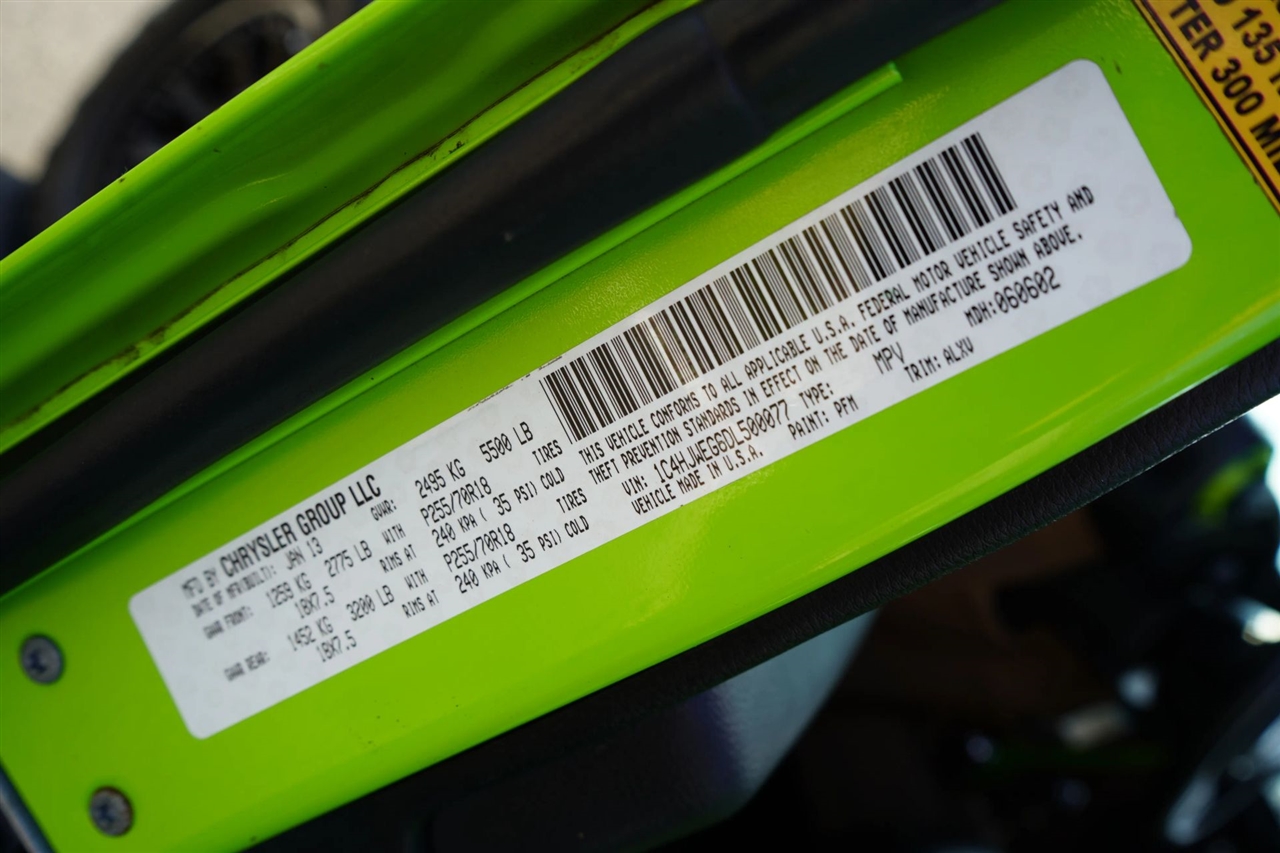 MFD BY CHRYSLER GROUP LLC
DATE OF MFR(BUILT): JAN 13 GVWR: 2495 KG 5500 LB
GAWR FRONT: 1259 KG 2775 LB WITH P255/70R18 TIRES
18X7.5 RIMS AT 240 KPA ( 35 PSI) COLD
GAWR REAR: 1452 KG 3200 LB WITH P255/70R18 TIRES
18X7.5 RIMS AT 240 KPA ( 35 PSI) COLD
THIS VEHICLE CONFORMS TO ALL APPLICABLE U.S.A. FEDERAL MOTOR VEHICLE SAFETY AND
THEFT PREVENTION STANDARDS IN EFFECT ON THE DATE OF MANUFACTURE SHOWN ABOVE.
VIN: 1C4HJWEG6DL500077 TYPE: MPV MDH:060602
VEHICLE MADE IN U.S.A. PAINT: PFM TRIM: ALXV
135
TER 300